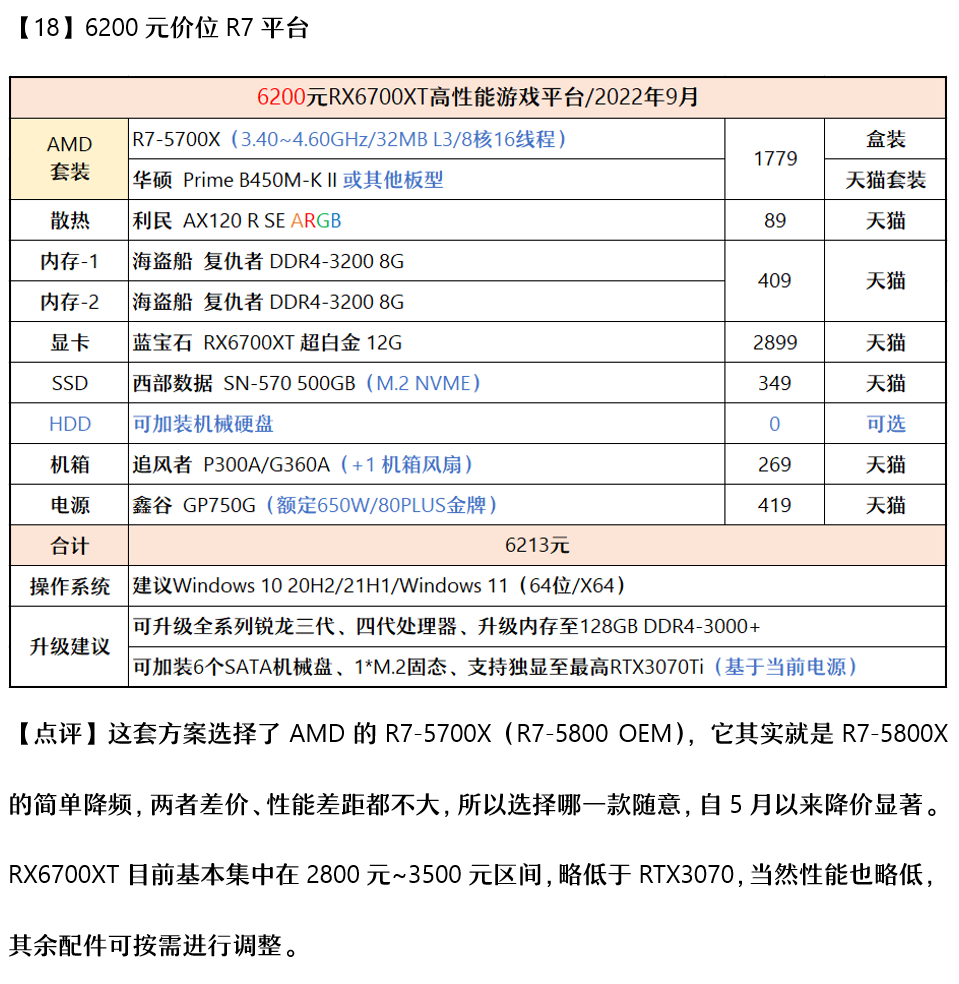 【18】6200 元价位 R7 平台
6200元RX6700XT高性能游戏平台/2022年9月
AMD
套装
R7-5700X（3.40~4.60GHz/32MB L3/8核16线程）
华硕 Prime B450M-K II 或其他板型
1779
盒装
天猫套装
散热 利民 AX120 R SE ARGB 89 天猫
内存-1 海盗船 复仇者 DDR4-3200 8G
内存-2 海盗船 复仇者 DDR4-3200 8G
409 天猫
显卡 蓝宝石 RX6700XT 超白金 12G 2899 天猫
SSD 西部数据 SN-570 500GB（M.2 NVME） 349 天猫
HDD 可加装机械硬盘 0 可选
机箱 追风者 P300A/G360A（+1 机箱风扇） 269 天猫
电源 鑫谷 GP750G（额定650W/80PLUS金牌） 419 天猫
合计 6213元
操作系统 建议Windows 10 20H2/21H1/Windows 11（64位/X64）
升级建议
可升级全系列锐龙三代、四代处理器、升级内存至128GB DDR4-3000+
可加装6个SATA机械盘、1*M.2固态、支持独显至最高RTX3070Ti（基于当前电源）
【点评】这套方案选择了 AMD 的 R7-5700X（R7-5800 OEM），它其实就是 R7-5800X
的简单降频，两者差价、性能差距都不大，所以选择哪一款随意，自 5 月以来降价显著。
RX6700XT 目前基本集中在 2800 元~3500 元区间，略低于 RTX3070，当然性能也略低，
其余配件可按需进行调整。